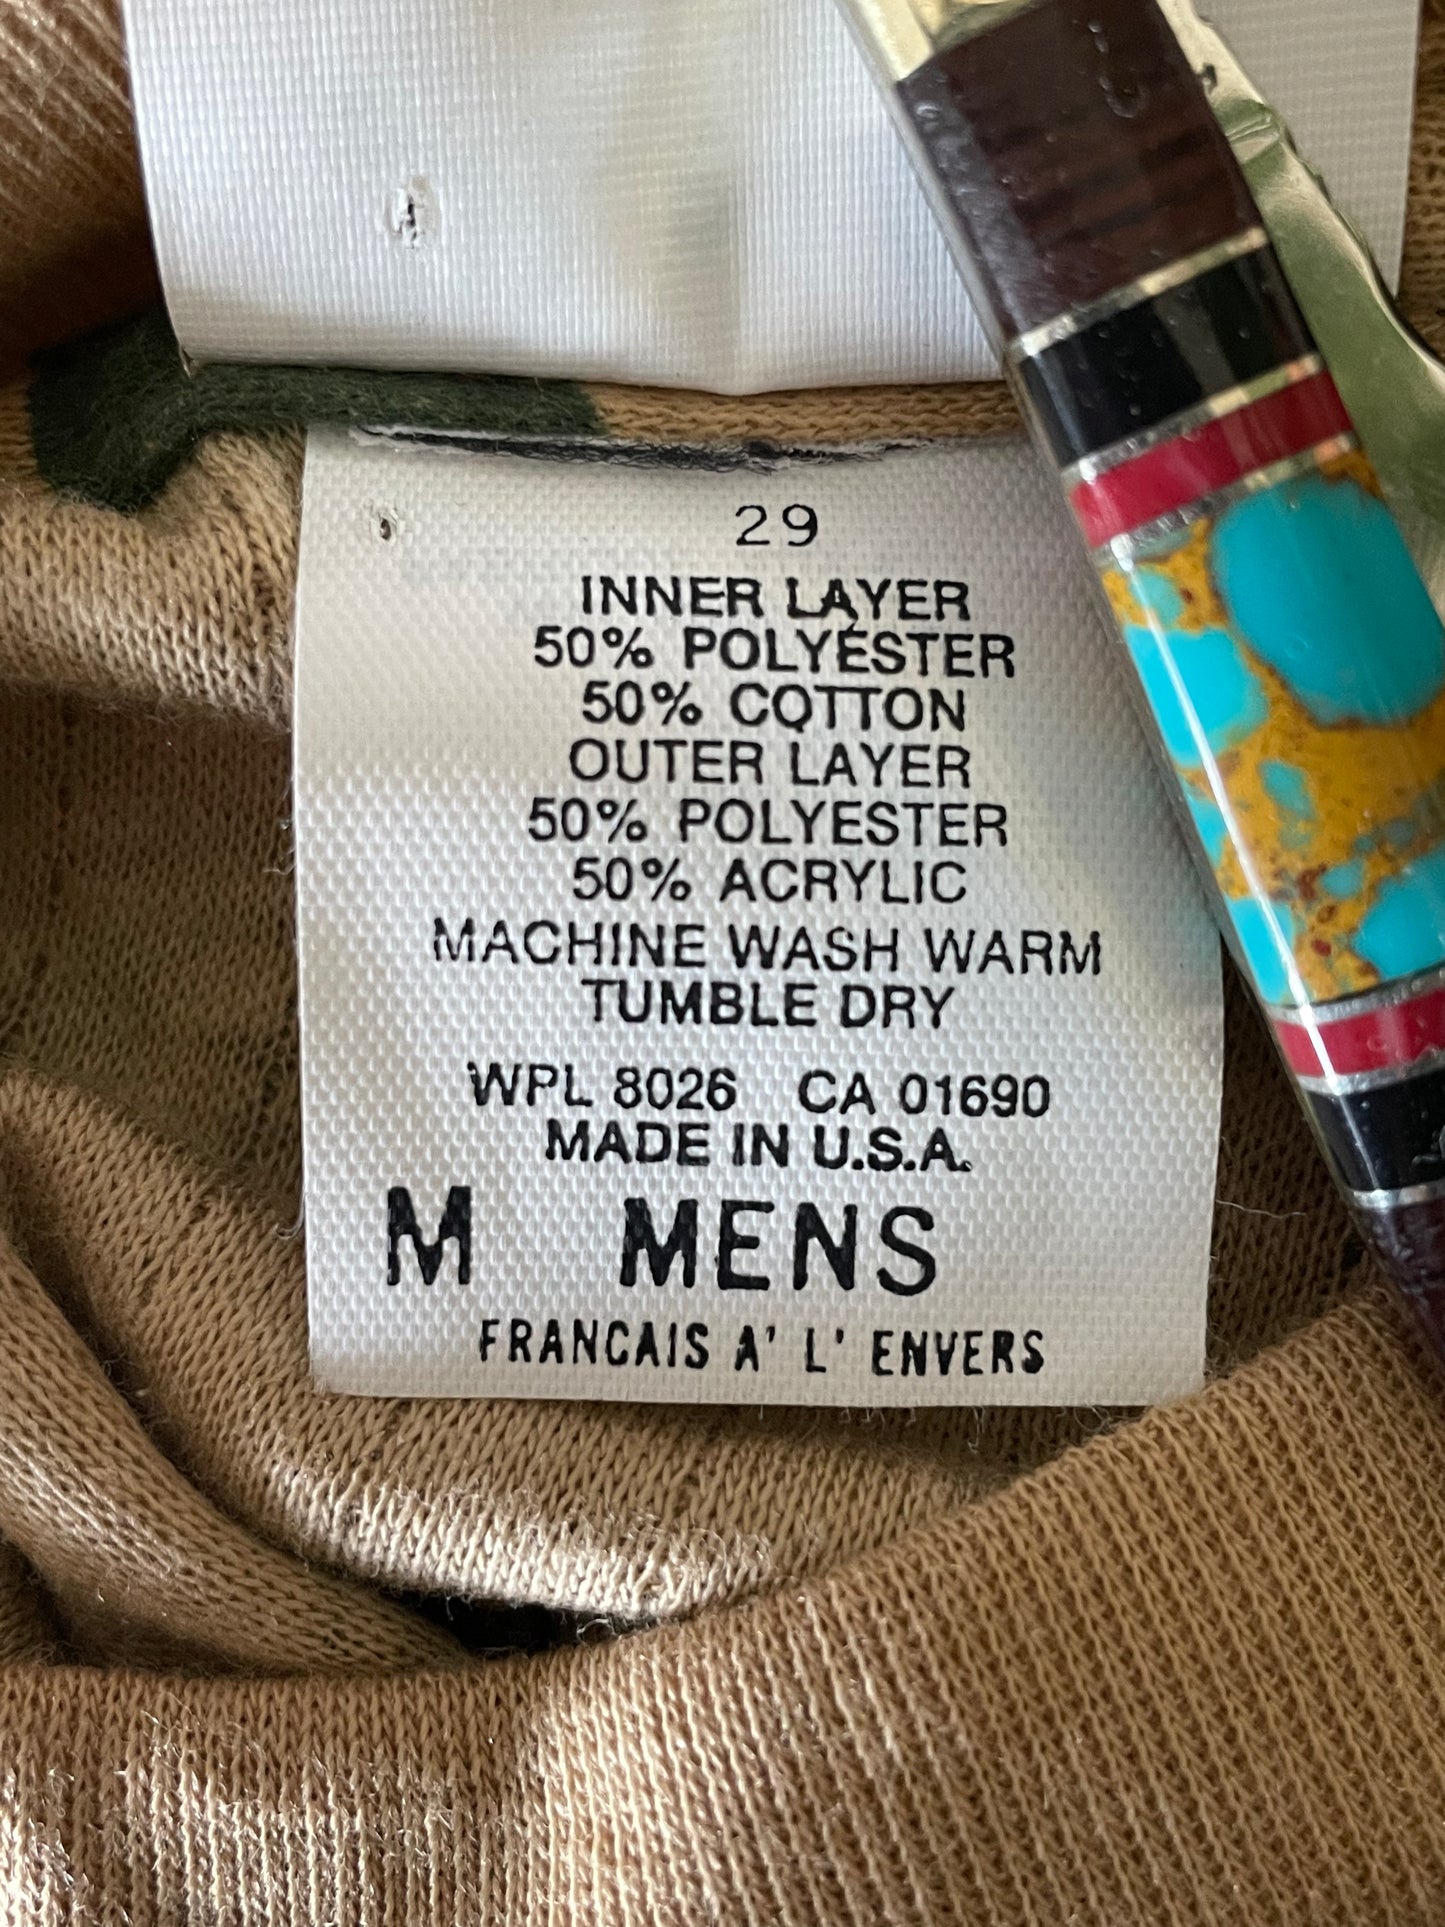 29
INNER LAYER
50% POLYESTER
50% COTTON
OUTER LAYER
50% POLYESTER
50% ACRYLIC
MACHINE WASH WARM
TUMBLE DRY
WPL 8026 CA 01690
MADE IN U.S.A.
M MENS
FRANCAIS A' L' ENVERS